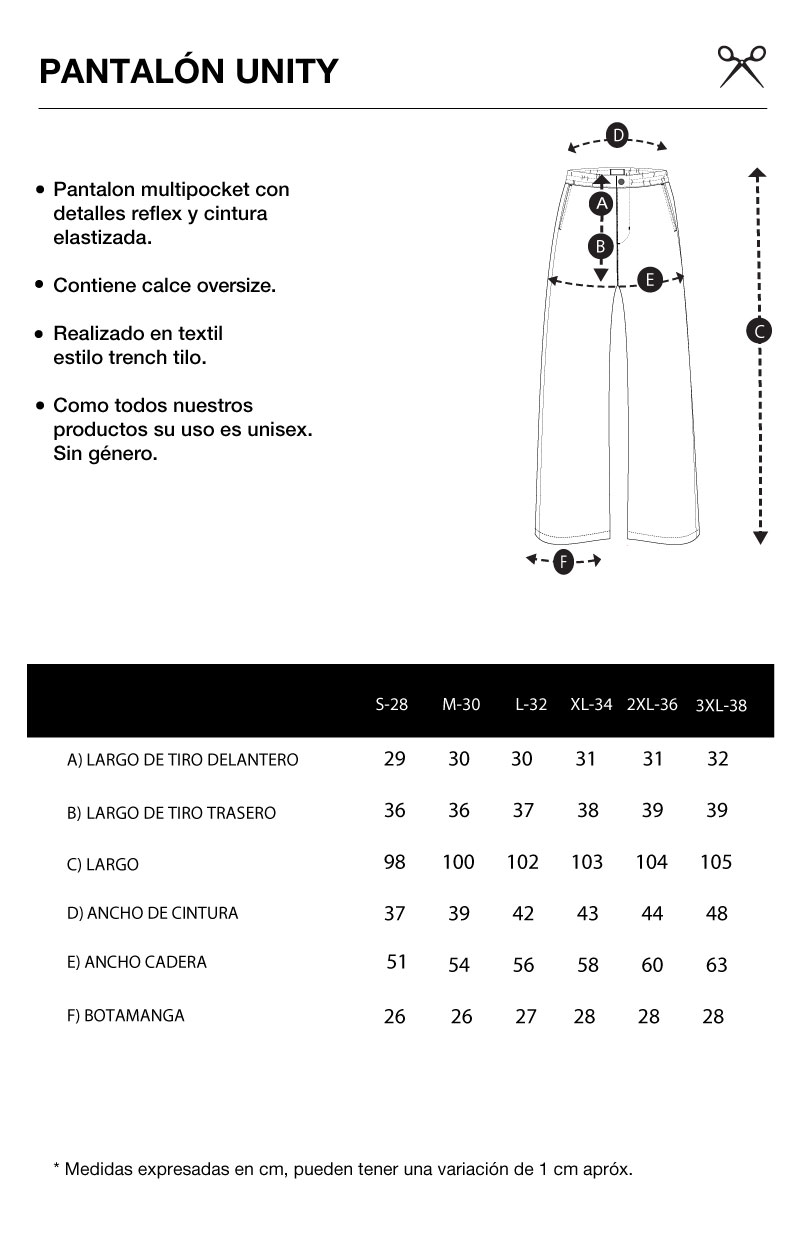 PANTALÓN UNITY
• Pantalon multipocket con
detalles reflex y cintura
elastizada.
• Contiene calce oversize.
• Realizado en textil
estilo trench tilo.
• Como todos nuestros
productos su uso es unisex.
Sin género.
D
A
B
E
C
F
S-28 M-30 L-32 XL-34 2XL-36 3XL-38
A) LARGO DE TIRO DELANTERO 29 30 30 31 31 32
B) LARGO DE TIRO TRASERO 36 36 37 38 39 39
C) LARGO 98 100 102 103 104 105
D) ANCHO DE CINTURA 37 39 42 43 44 48
E) ANCHO CADERA 51 54 56 58 60 63
F) BOTAMANGA 26 26 27 28 28 28
* Medidas expresadas en cm, pueden tener una variación de 1 cm apróx.